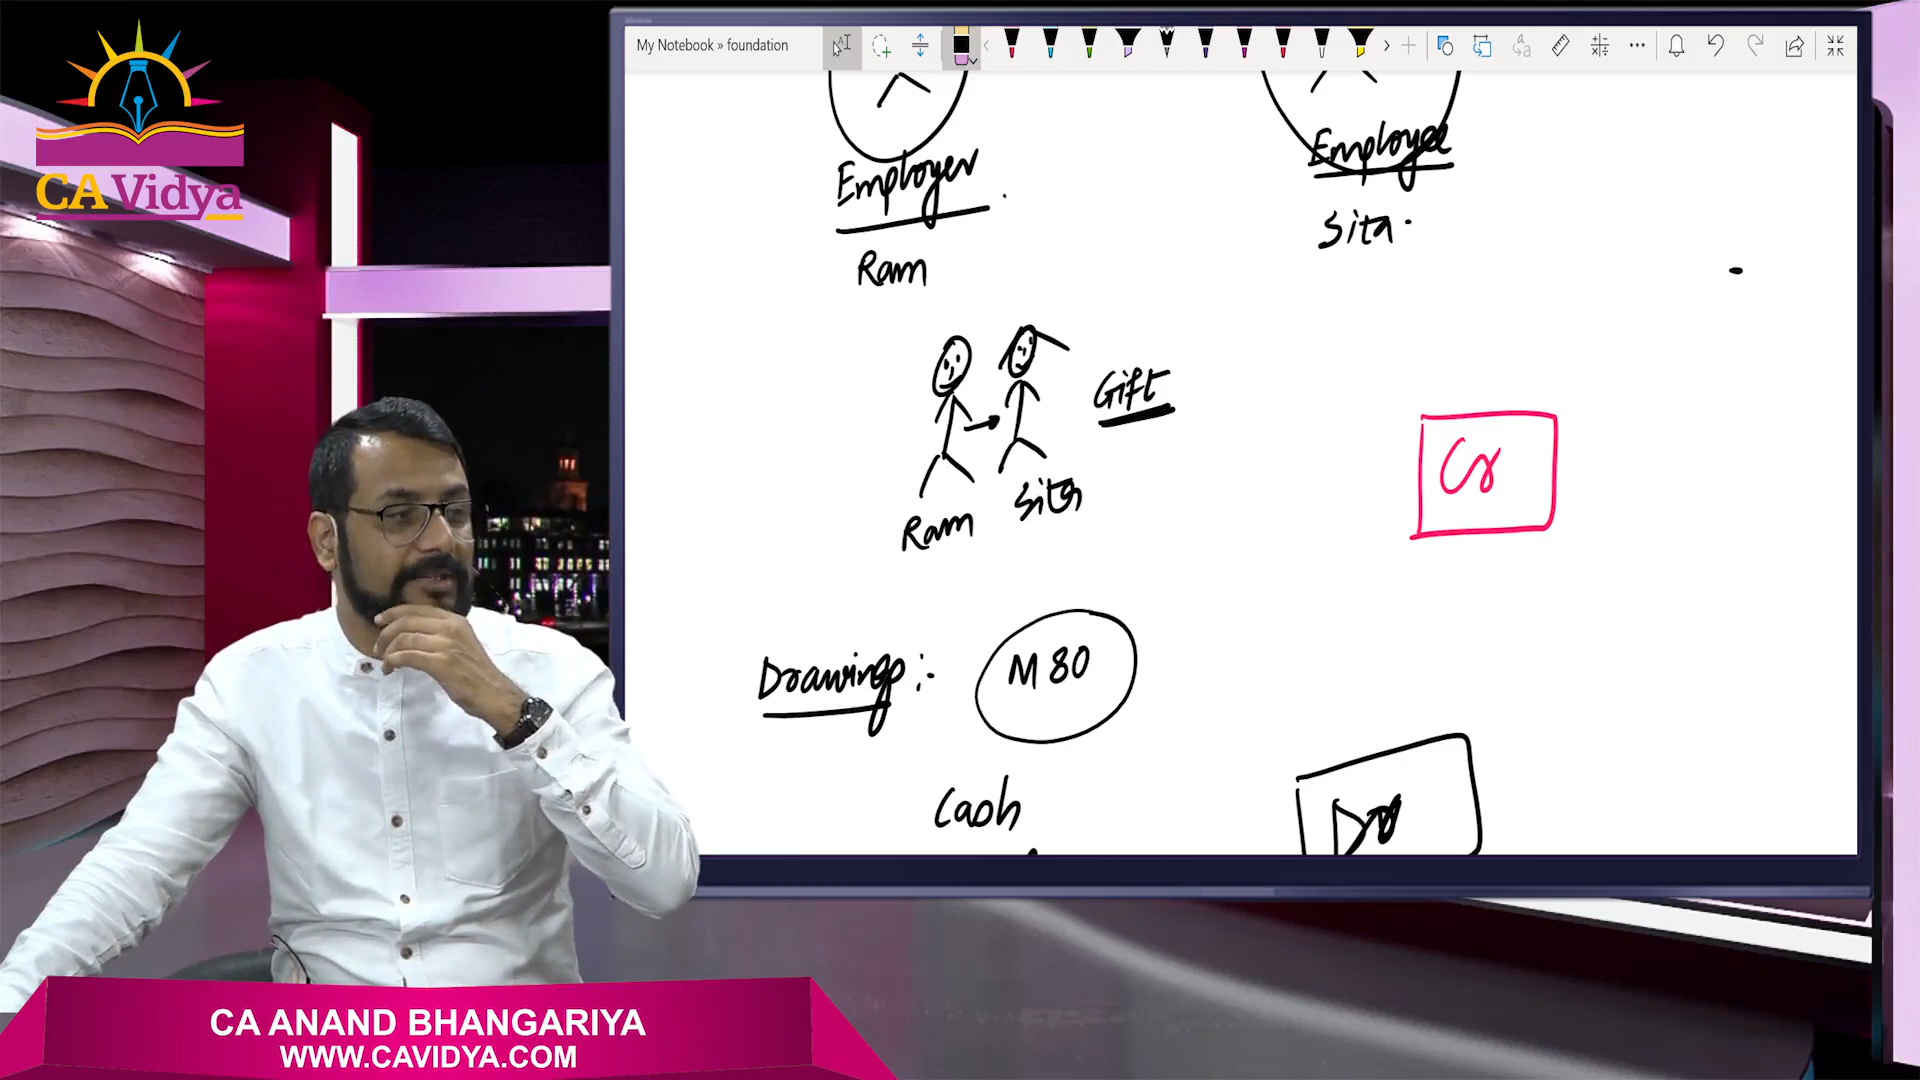 CA Vidya
My Notebook » foundation
Employer
Ram
Employee
Sita
Gift
Ram
Sita
Cr
Drawings :-
M 80
Cash
Dr
CA ANAND BHANGARIYA
WWW.CAVIDYA.COM